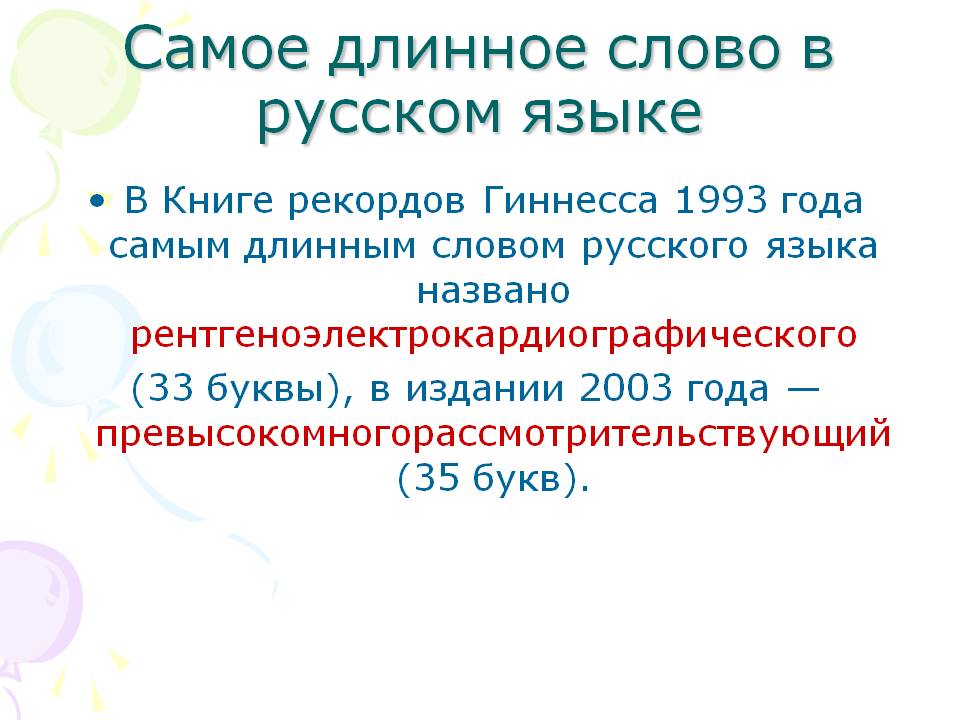 Самое длинное слово в
русском языке
• В Книге рекордов Гиннесса 1993 года
самым длинным словом русского языка
названо
рентгеноэлектрокардиографического
(33 буквы), в издании 2003 года —
превысокомногорассмотрительствующий
(35 букв).